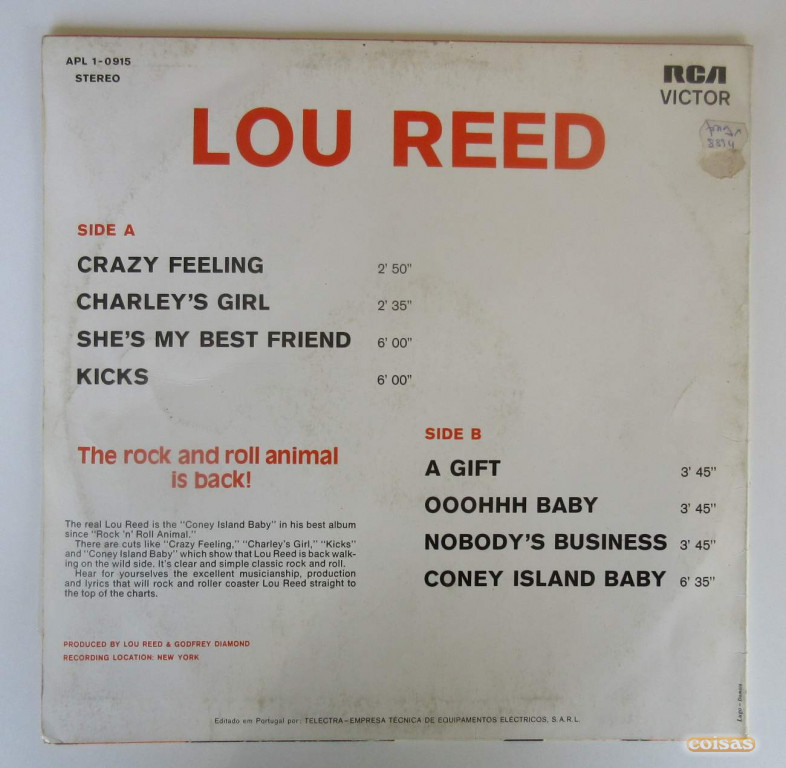 APL 1-0915
STEREO
RCA
VICTOR
LOU REED
SIDE A
CRAZY FEELING 2' 50"
CHARLEY'S GIRL 2' 35"
SHE'S MY BEST FRIEND 6' 00"
KICKS 6' 00"
The rock and roll animal
is back!
The real Lou Reed is the "Coney Island Baby" in his best album
since "Rock 'n' Roll Animal."
There are cuts like "Crazy Feeling," "Charley's Girl," "Kicks"
and "Coney Island Baby" which show that Lou Reed is back walk-
ing on the wild side. It's clear and simple classic rock and roll.
Hear for yourselves the excellent musicianship, production
and lyrics that will rock and roller coaster Lou Reed straight to
the top of the charts.
PRODUCED BY LOU REED & GODFREY DIAMOND
RECORDING LOCATION: NEW YORK
SIDE B
A GIFT 3' 45"
OOOHHH BABY 3' 45"
NOBODY'S BUSINESS 3' 45"
CONEY ISLAND BABY 6' 35"
Editado em Portugal por: TELECTRA—EMPRESA TÉCNICA DE EQUIPAMENTOS ELÉCTRICOS, S.A.R.L.
coisas